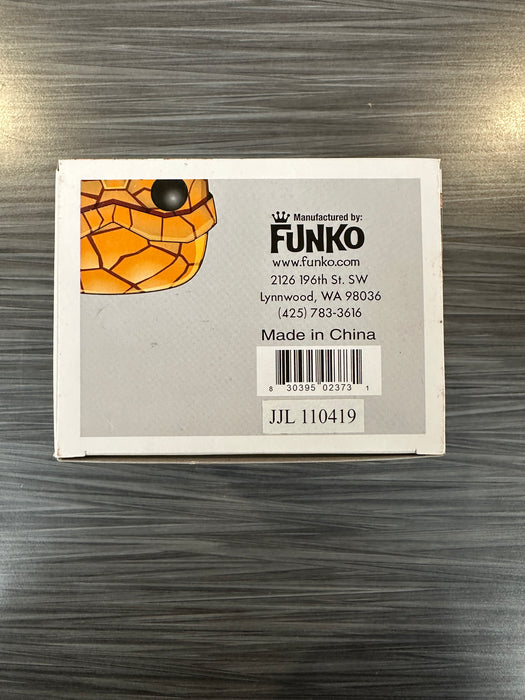 Manufactured by:
FUNKO
www.funko.com
2126 196th St. SW
Lynnwood, WA 98036
(425) 783-3616
Made in China
8 30395 02373 1
JJL 110419